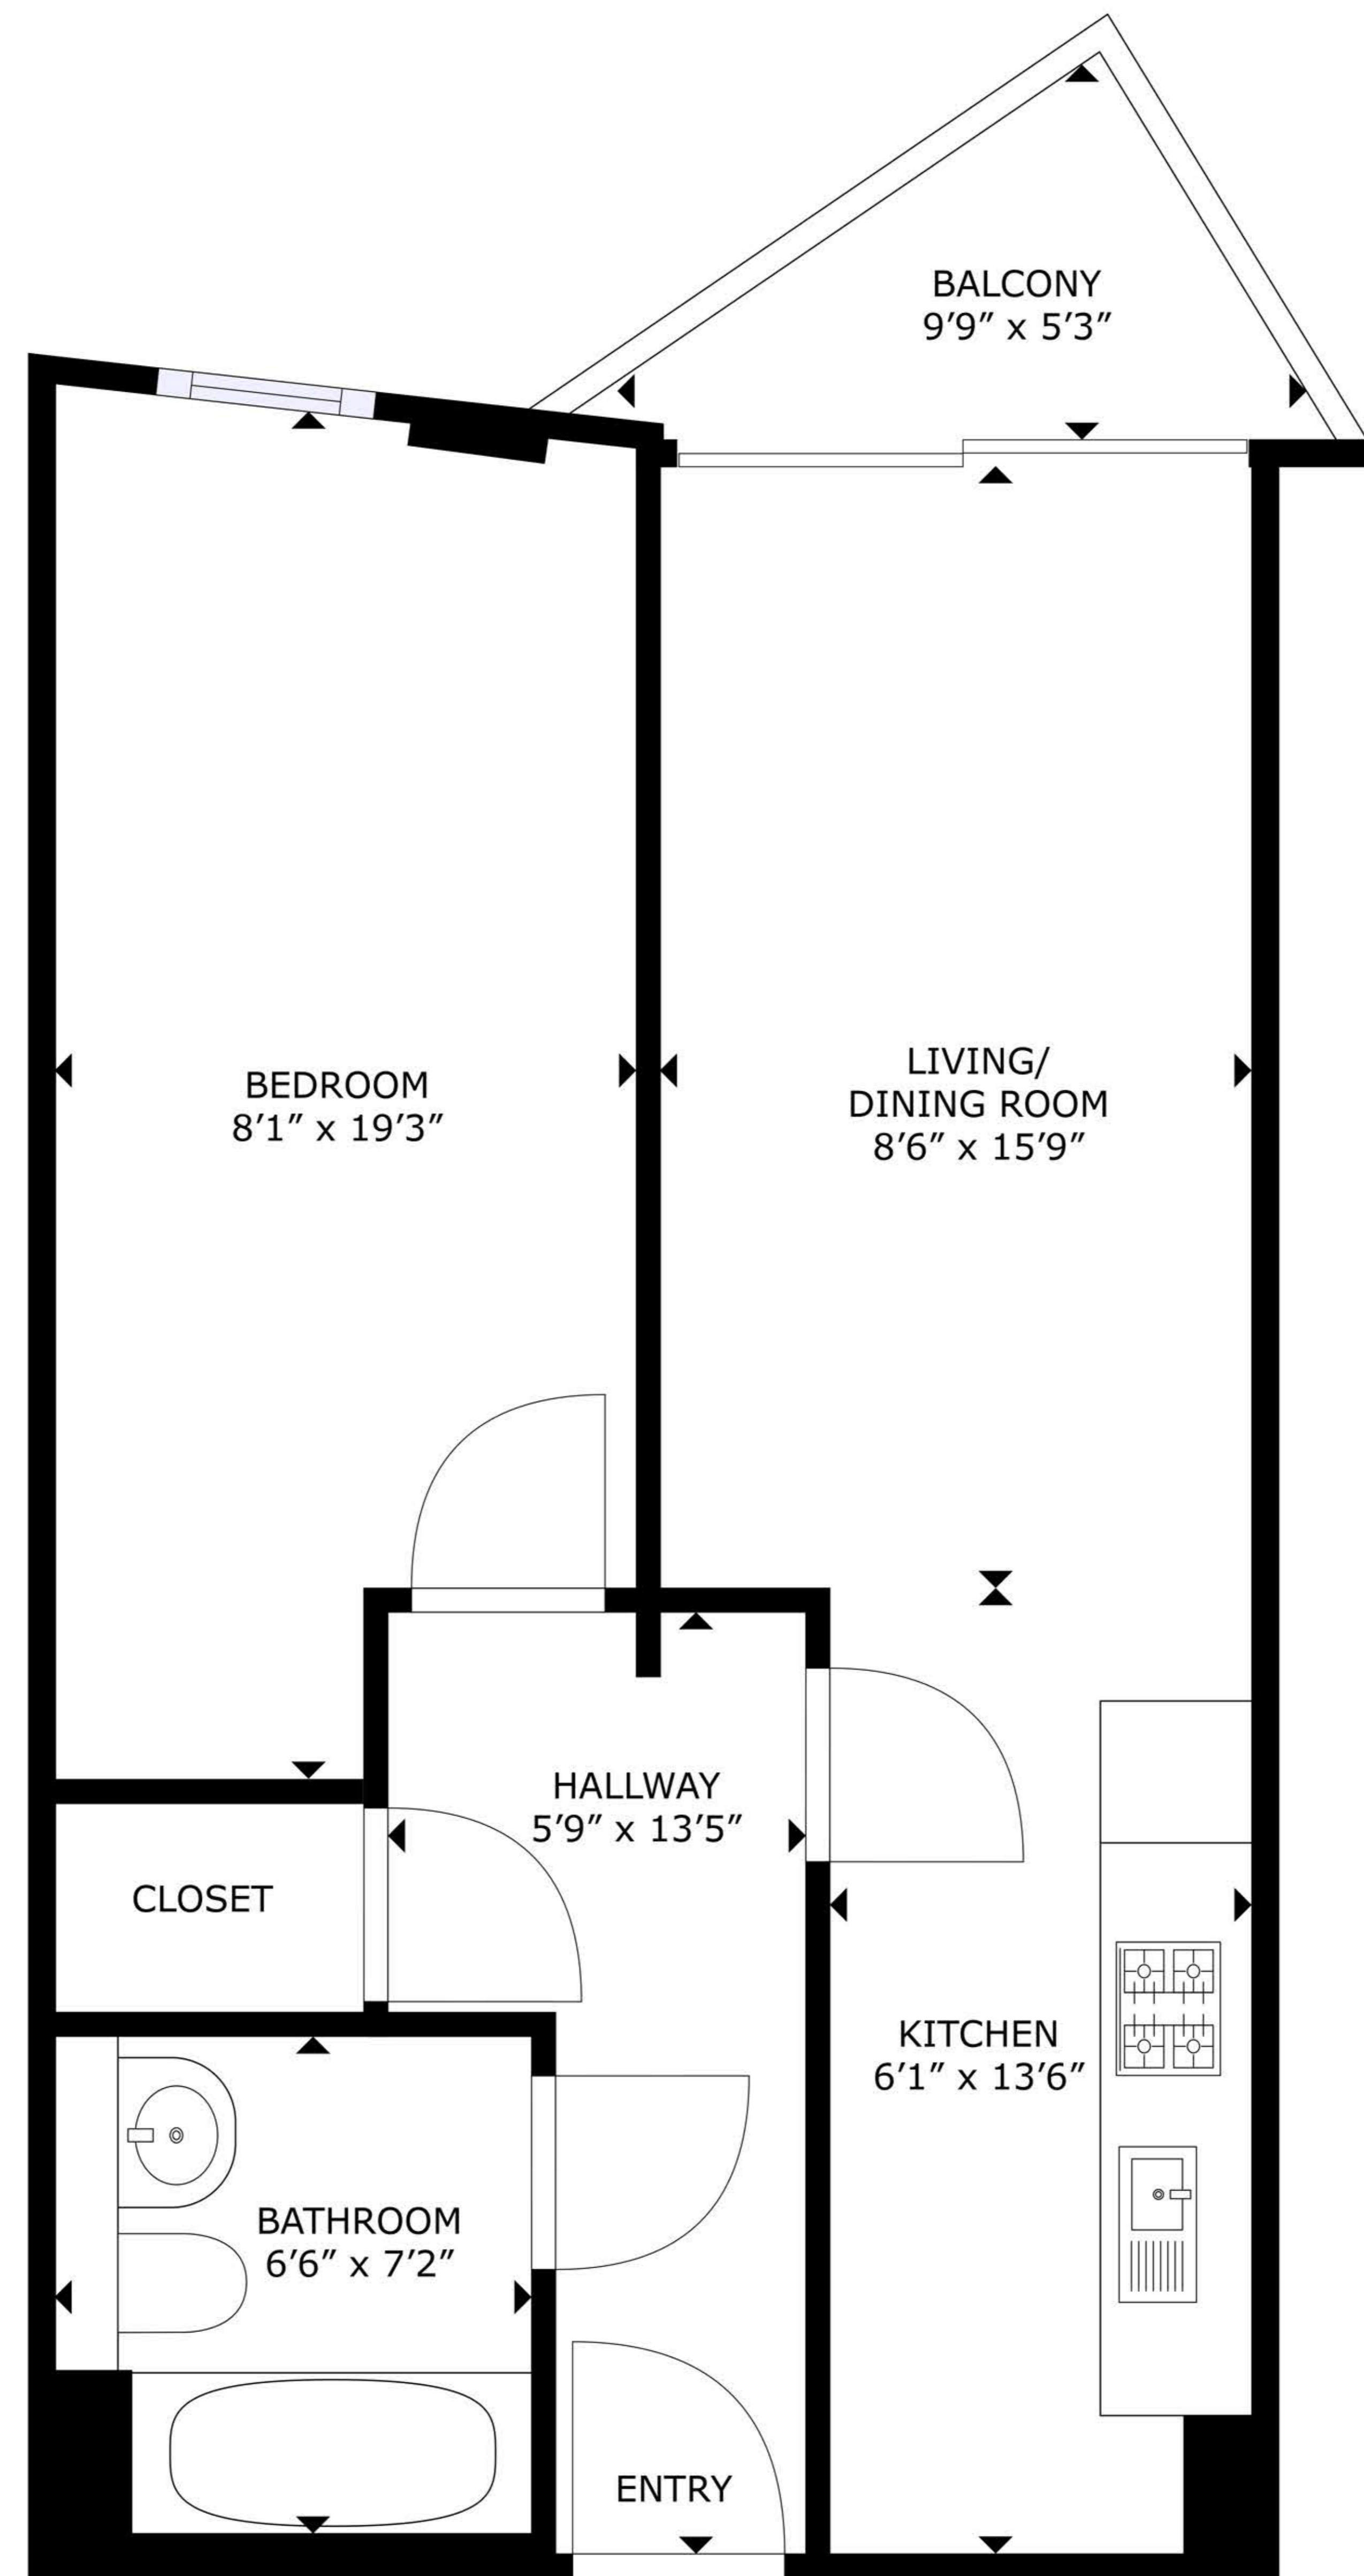 BALCONY
9′9″ x 5′3″
BEDROOM
8′1″ x 19′3″
LIVING/
DINING ROOM
8′6″ x 15′9″
HALLWAY
5′9″ x 13′5″
CLOSET
KITCHEN
6′1″ x 13′6″
BATHROOM
6′6″ x 7′2″
ENTRY